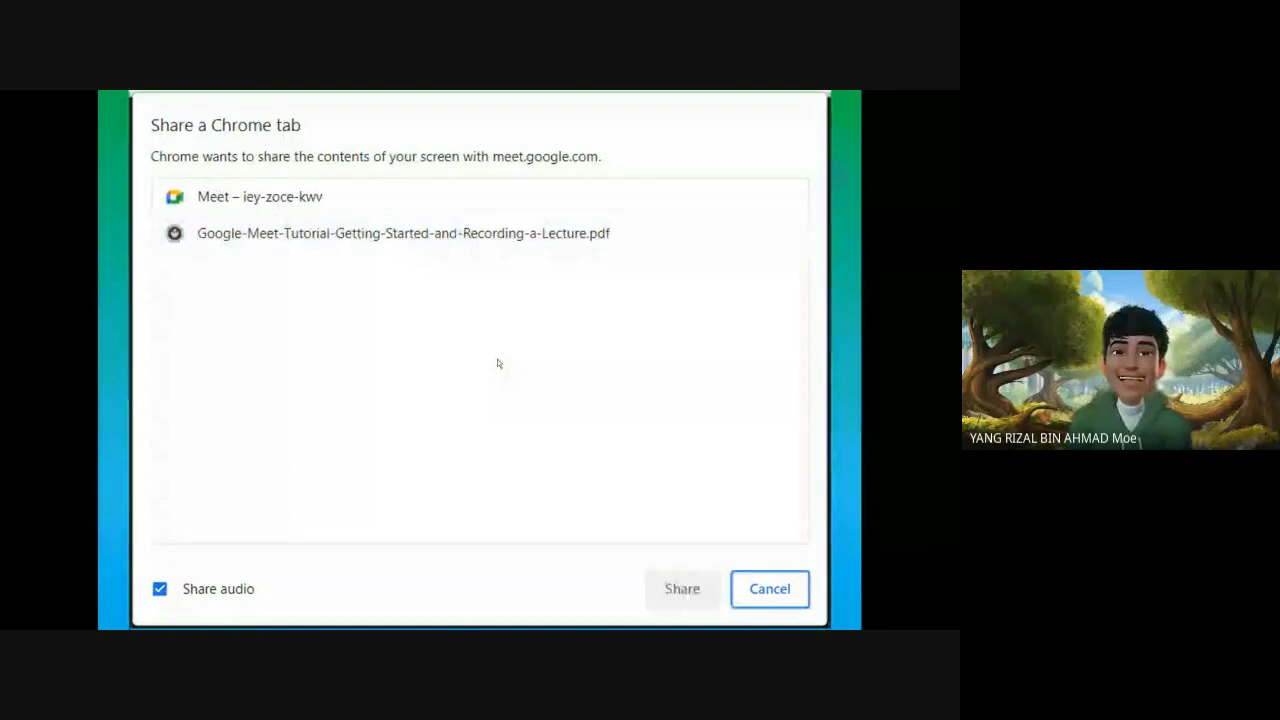 Share a Chrome tab
Chrome wants to share the contents of your screen with meet.google.com.
Meet – iey-zoce-kwv
Google-Meet-Tutorial-Getting-Started-and-Recording-a-Lecture.pdf
Share audio
Share
Cancel
YANG RIZAL BIN AHMAD Moe